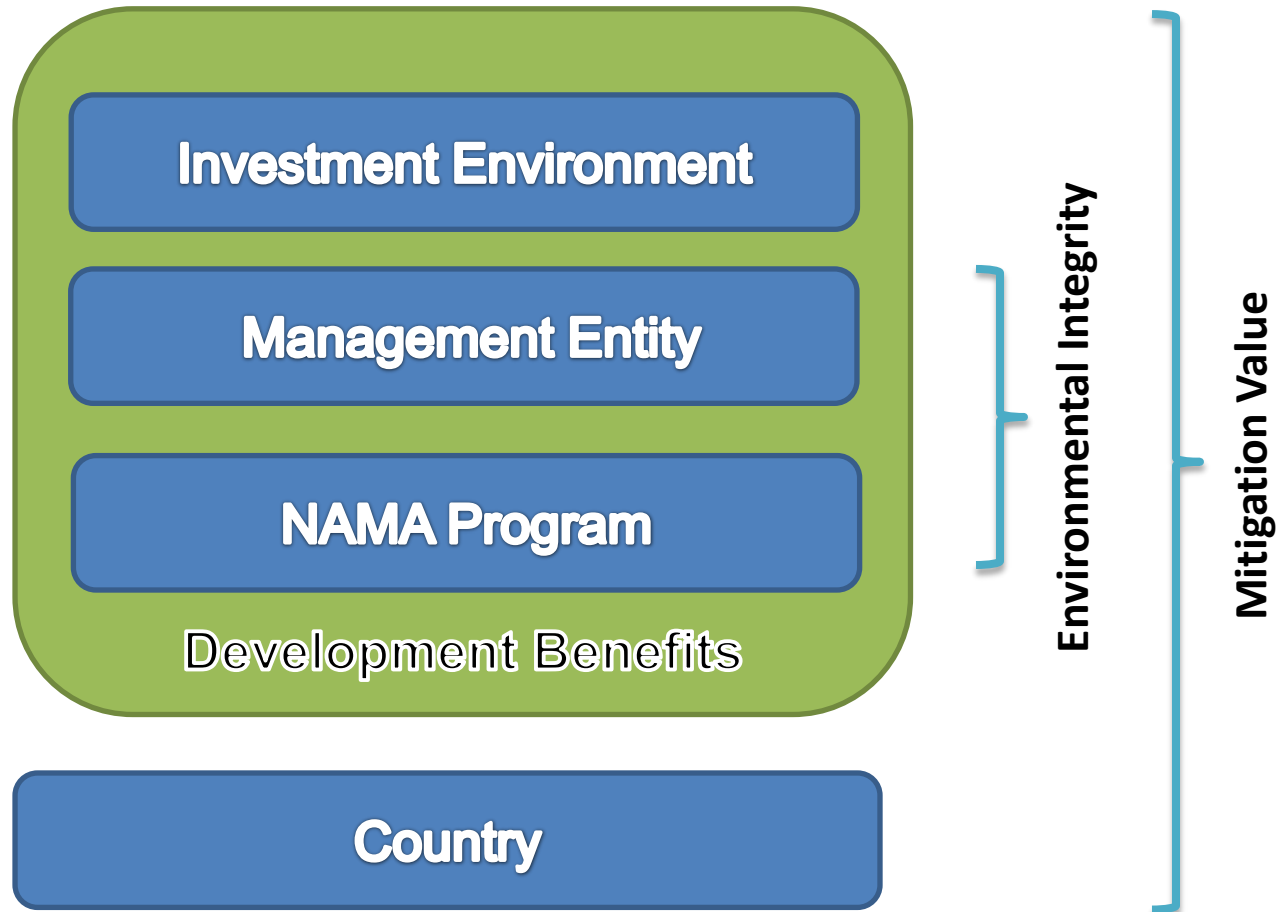 Investment Environment
Management Entity
NAMA Program
Development Benefits
Country
Environmental Integrity
Mitigation Value